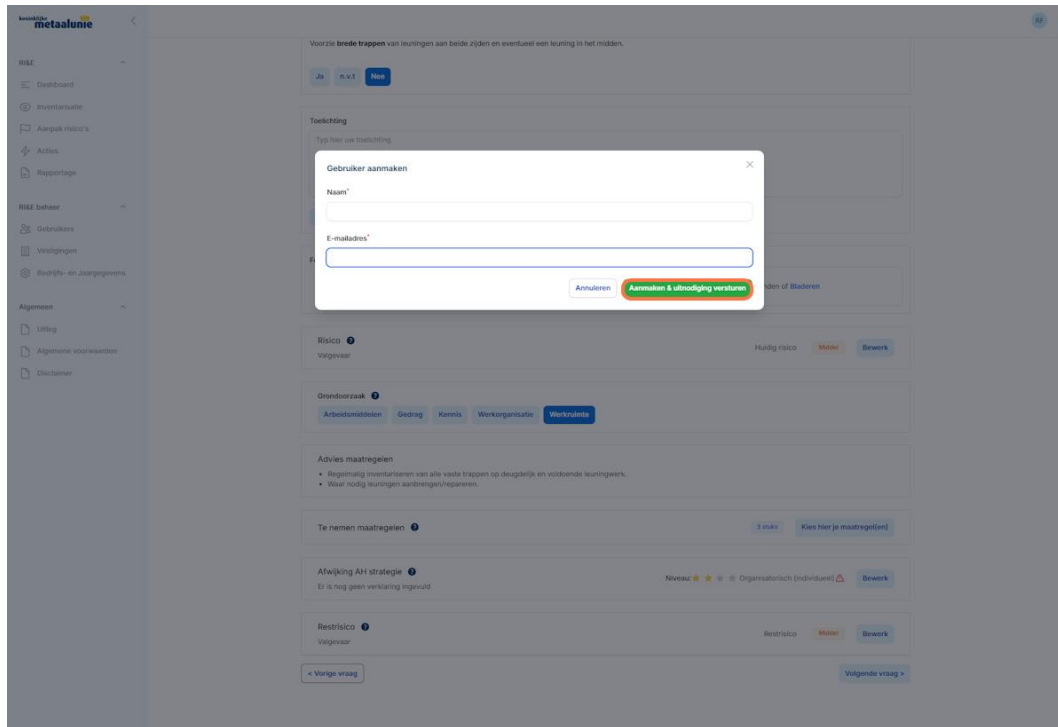 koninklijke
metaalunie
RF
RI&E
Dashboard
Inventarisatie
Aanpak risico's
Acties
Rapportage
RI&E beheer
Gebruikers
Vestigingen
Bedrijfs- en Jaargegevens
Algemeen
Uitleg
Algemene voorwaarden
Disclaimer
Voorzie brede trappen van leuningen aan beide zijden en eventueel een leuning in het midden.
Ja n.v.t Nee
Toelichting
Typ hier uw toelichting
Gebruiker aanmaken
Naam*
E-mailadres*
Annuleren Aanmaken & uitnodiging versturen
of Bladeren
Risico
Valgevaar
Huidig risico Middel Bewerk
Grondoorzaak
Arbeidsmiddelen Gedrag Kennis Werkorganisatie Werkruimte
Advies maatregelen
• Regelmatig inventariseren van alle vaste trappen op deugdelijk en voldoende leuningwerk.
• Waar nodig leuningen aanbrengen/repareren.
Te nemen maatregelen 3 stuks Kies hier je maatregel(en)
Afwijking AH strategie
Er is nog geen verklaring ingevuld
Niveau: Organisatorisch (individueel) Bewerk
Restrisico
Valgevaar
Restrisico Middel Bewerk
< Vorige vraag Volgende vraag >